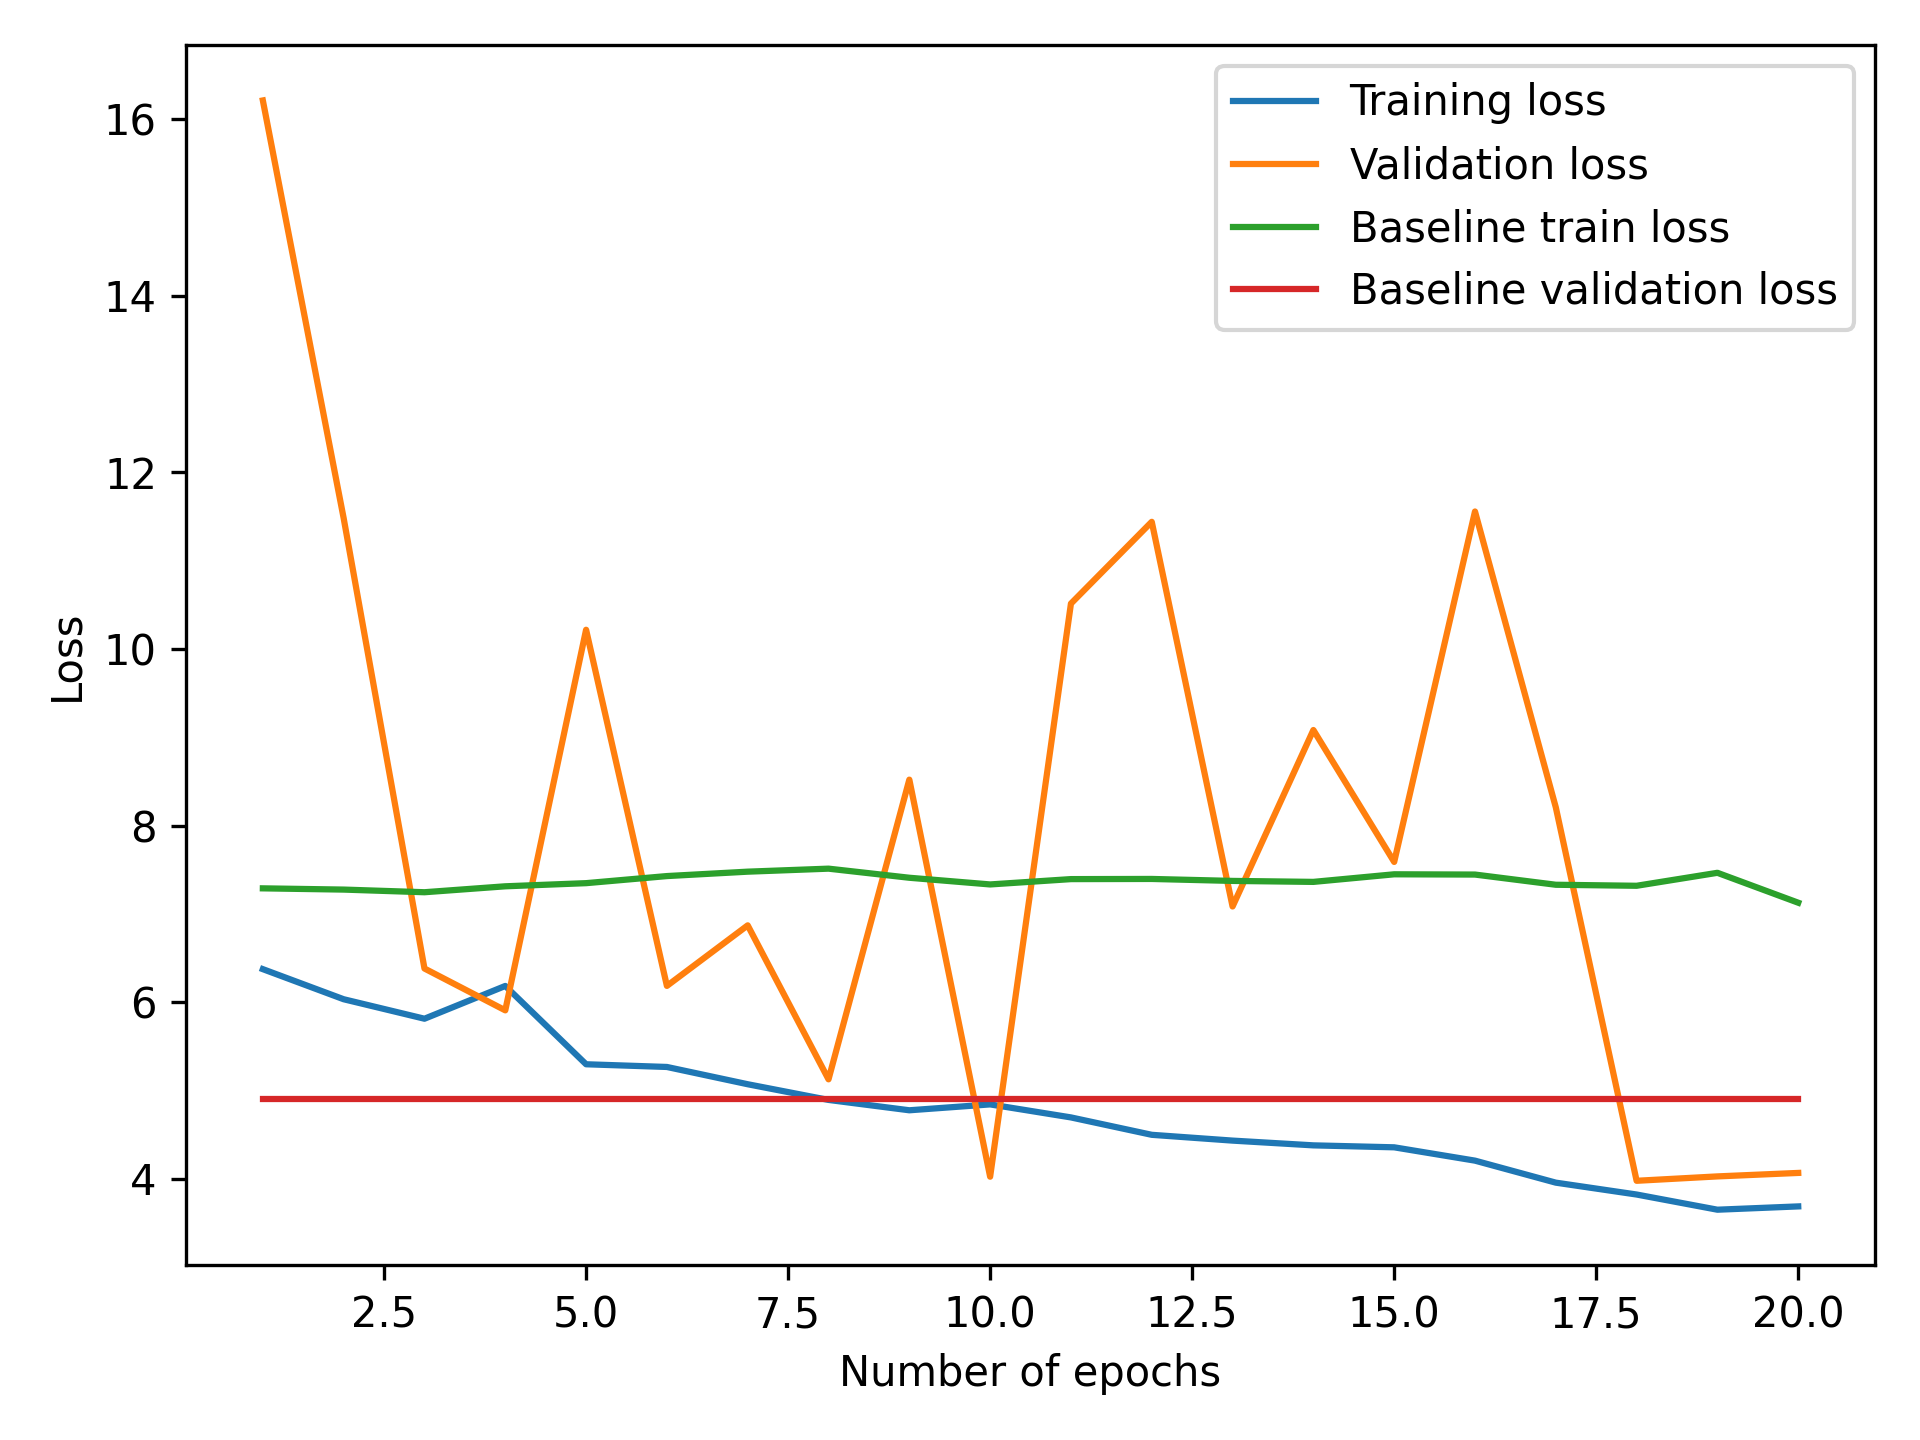 Training loss
Validation loss
Baseline train loss
Baseline validation loss
16
14
12
10
8
6
4
Loss
2.5 5.0 7.5 10.0 12.5 15.0 17.5 20.0
Number of epochs